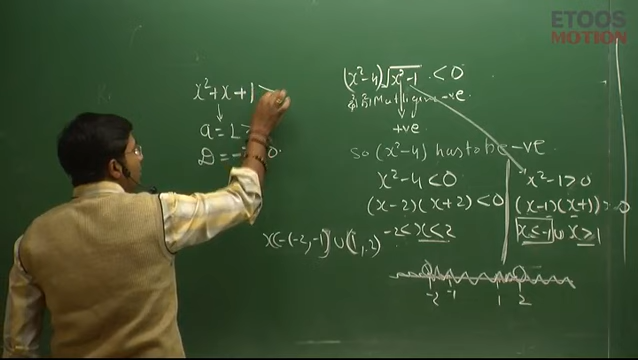 ETOOS
MOTION
x²+x+1>
a=1>
D=-3 0.
(x²-4)√x²-1 <0
-ve
+ve
so (x²-4) has to be -ve
x²-4<0
(x-2)(x+2)<0
-2<x<2
x²-1>0
(x-1)(x+1)>=0
x≤-1 U x≥1
x∈(-2,-1]U[1,2)
-2 -1 1 2